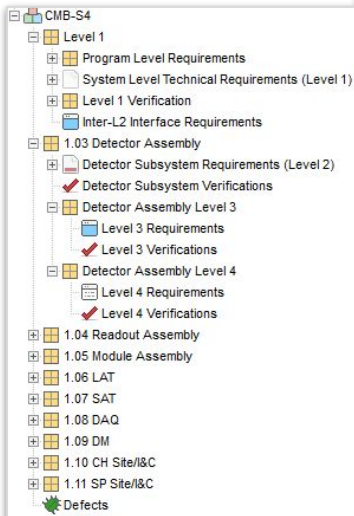 CMB-S4
Level 1
Program Level Requirements
System Level Technical Requirements (Level 1)
Level 1 Verification
Inter-L2 Interface Requirements
1.03 Detector Assembly
Detector Subsystem Requirements (Level 2)
Detector Subsystem Verifications
Detector Assembly Level 3
Level 3 Requirements
Level 3 Verifications
Detector Assembly Level 4
Level 4 Requirements
Level 4 Verifications
1.04 Readout Assembly
1.05 Module Assembly
1.06 LAT
1.07 SAT
1.08 DAQ
1.09 DM
1.10 CH Site/I&C
1.11 SP Site/I&C
Defects